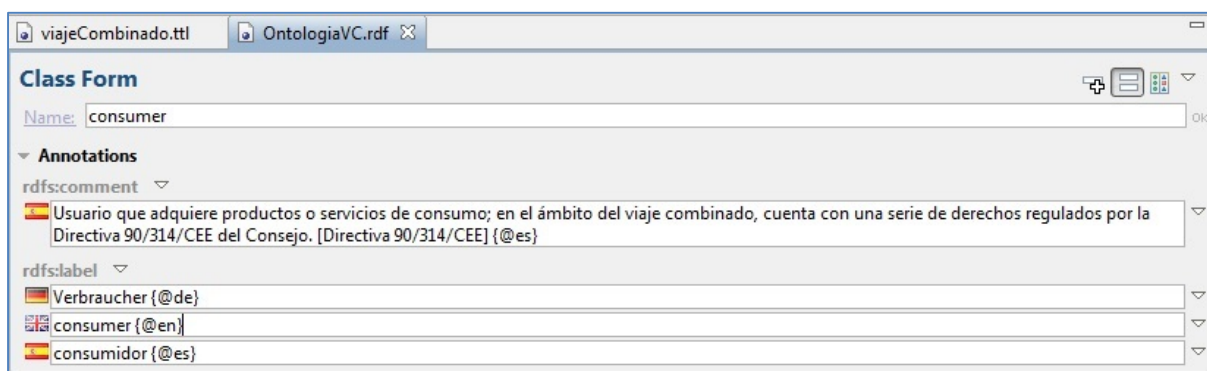 viajeCombinado.ttl OntologiaVC.rdf
Class Form
Name: consumer Ok
Annotations
rdfs:comment
Usuario que adquiere productos o servicios de consumo; en el ámbito del viaje combinado, cuenta con una serie de derechos regulados por la
Directiva 90/314/CEE del Consejo. [Directiva 90/314/CEE] {@es}
rdfs:label
Verbraucher {@de}
consumer {@en}
consumidor {@es}